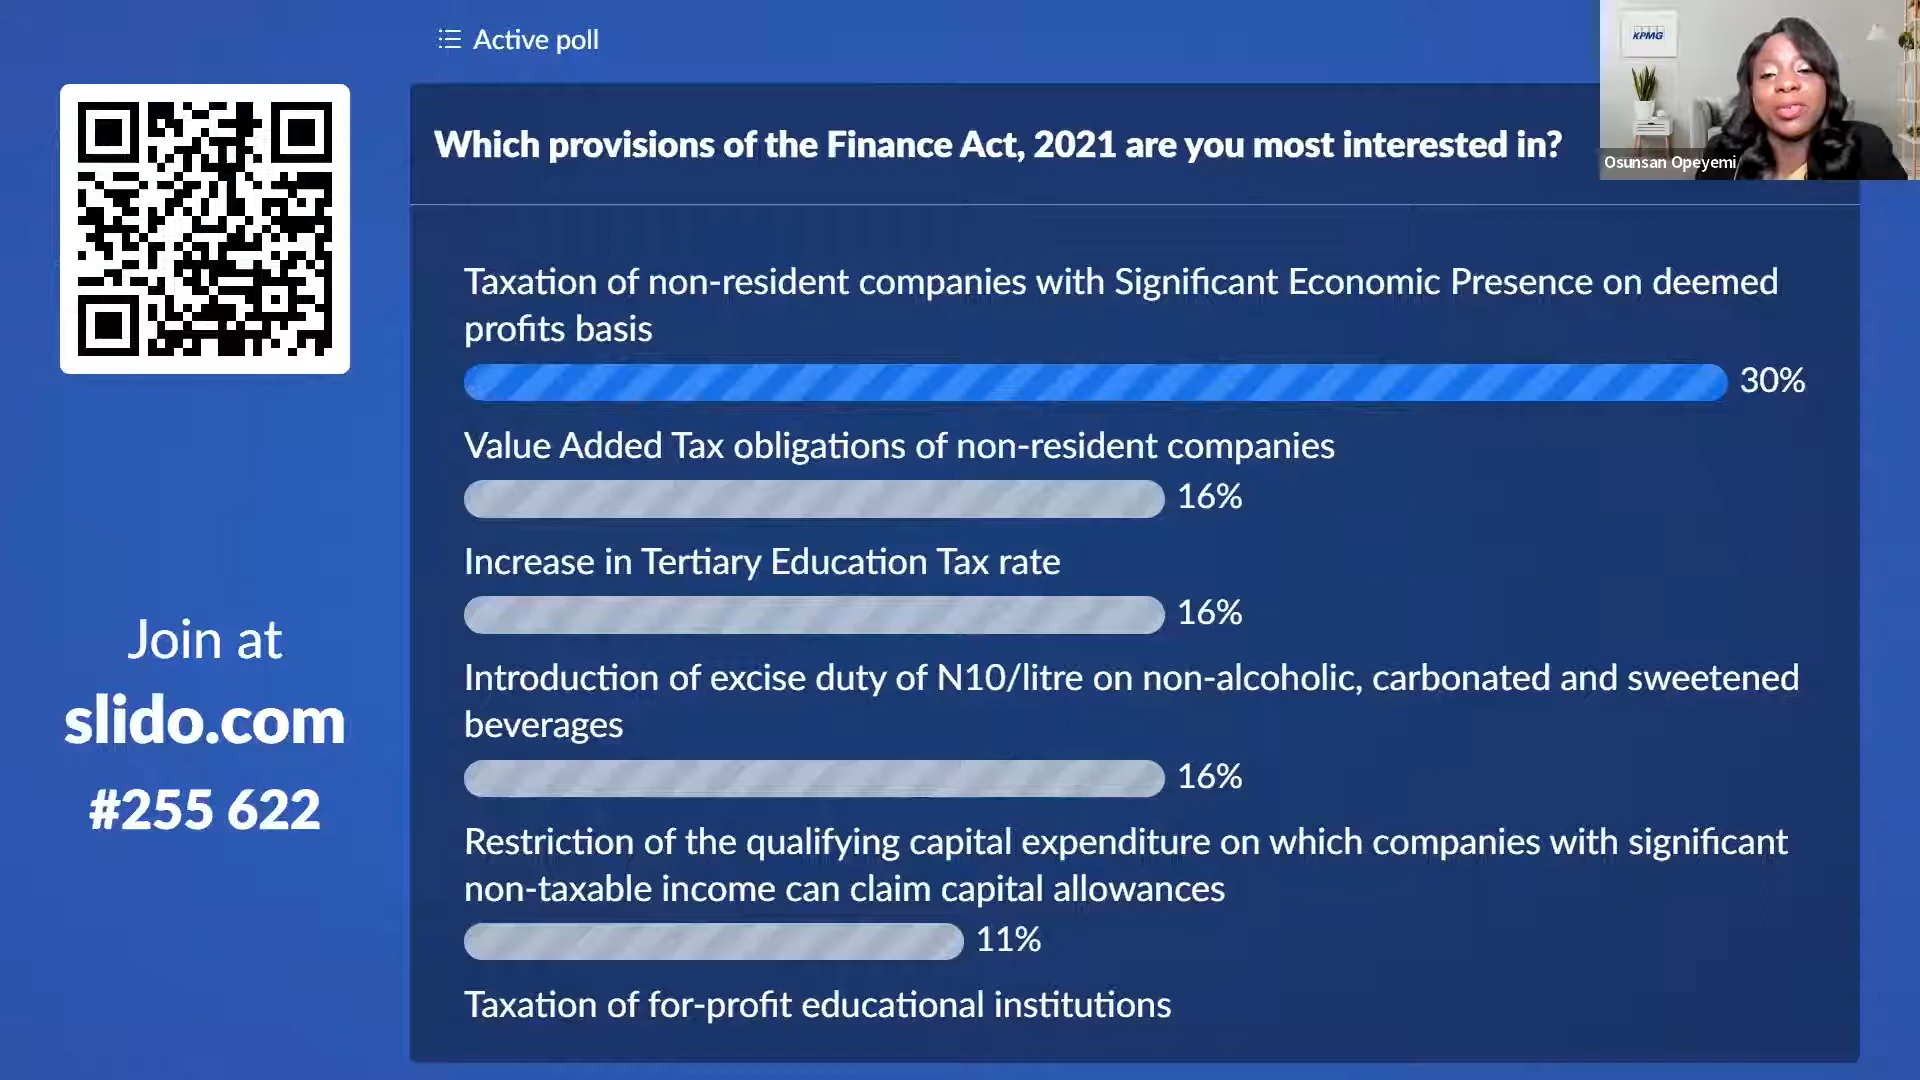 Active poll
KPMG
Osunsan Opeyemi
Which provisions of the Finance Act, 2021 are you most interested in?
Taxation of non-resident companies with Significant Economic Presence on deemed
profits basis
30%
Value Added Tax obligations of non-resident companies
16%
Increase in Tertiary Education Tax rate
16%
Introduction of excise duty of N10/litre on non-alcoholic, carbonated and sweetened
beverages
16%
Restriction of the qualifying capital expenditure on which companies with significant
non-taxable income can claim capital allowances
11%
Taxation of for-profit educational institutions
Join at
slido.com
#255 622